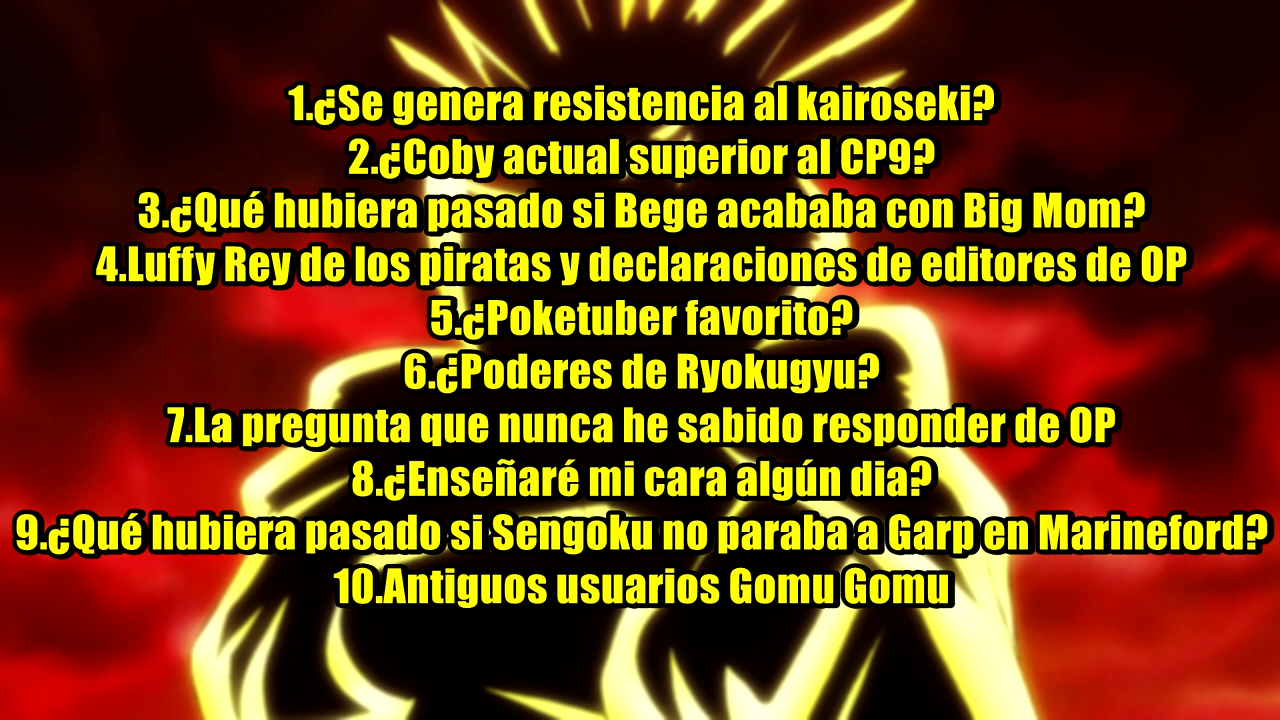 1.¿Se genera resistencia al kairoseki?
2.¿Coby actual superior al CP9?
3.¿Qué hubiera pasado si Bege acababa con Big Mom?
4.Luffy Rey de los piratas y declaraciones de editores de OP
5.¿Poketuber favorito?
6.¿Poderes de Ryokugyu?
7.La pregunta que nunca he sabido responder de OP
8.¿Enseñaré mi cara algún dia?
9.¿Qué hubiera pasado si Sengoku no paraba a Garp en Marineford?
10.Antiguos usuarios Gomu Gomu